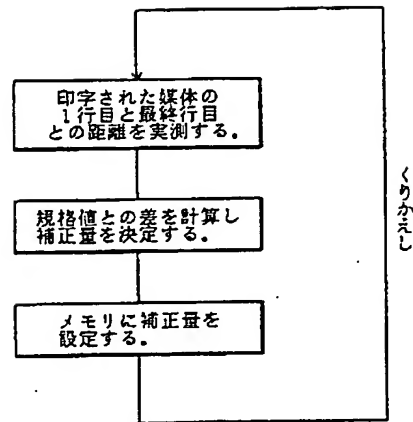 印字された媒体の
1行目と最終行目
との距離を実測する。
規格値との差を計算し
補正量を決定する。
メモリに補正量を
設定する。
くりかえし